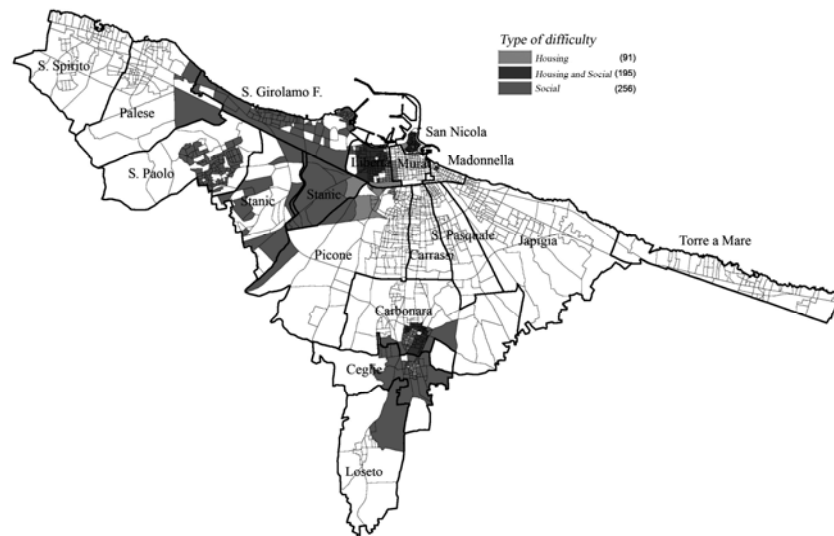 Type of difficulty
Housing (91)
Housing and Social (195)
Social (256)
S. Spirito
S. Girolamo F.
Palese
San Nicola
Murat
Madonnella
S. Paolo
Stanic
Stanic
S. Pasquale
Japigia
Torre a Mare
Picone
Carrassi
Carbonara
Ceglie
Loseto